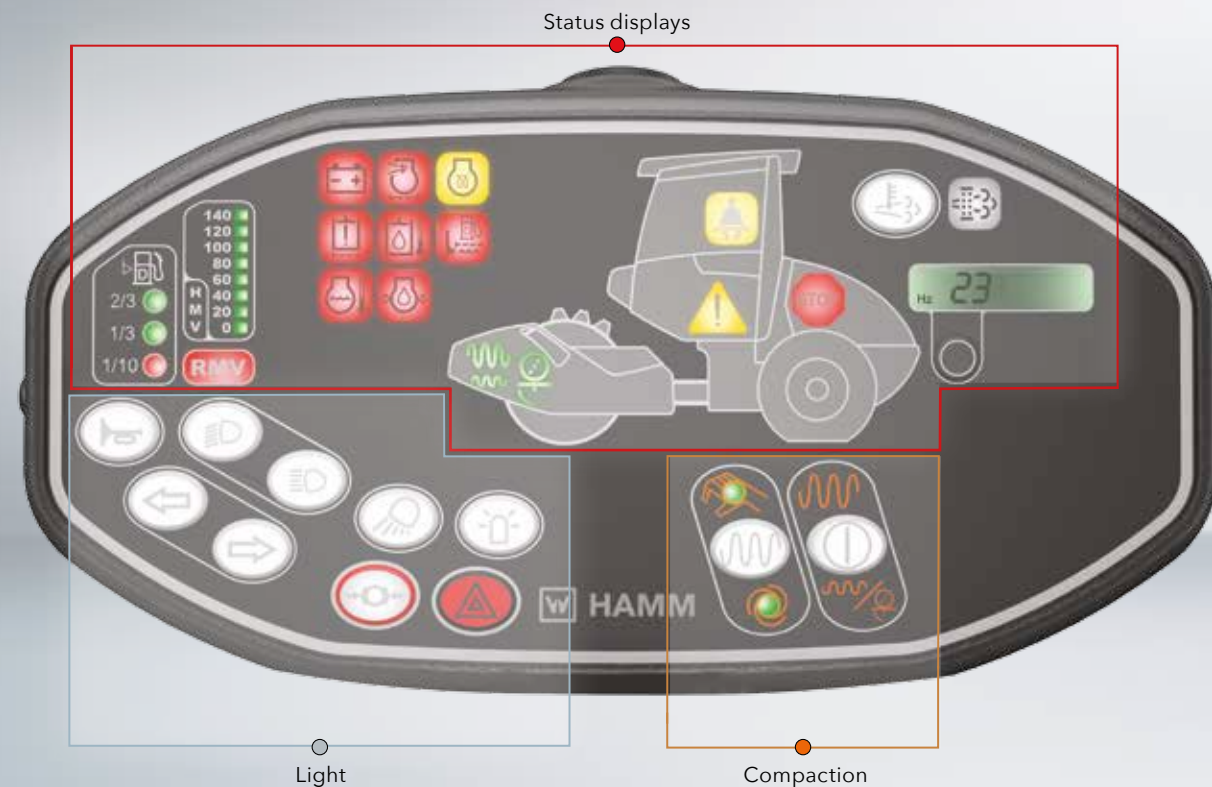 Status displays
140
120
100
80
60
40
20
0
H
M
V
D
2/3
1/3
1/10
RMV
STOP
Hz 23
W HAMM
Light
Compaction